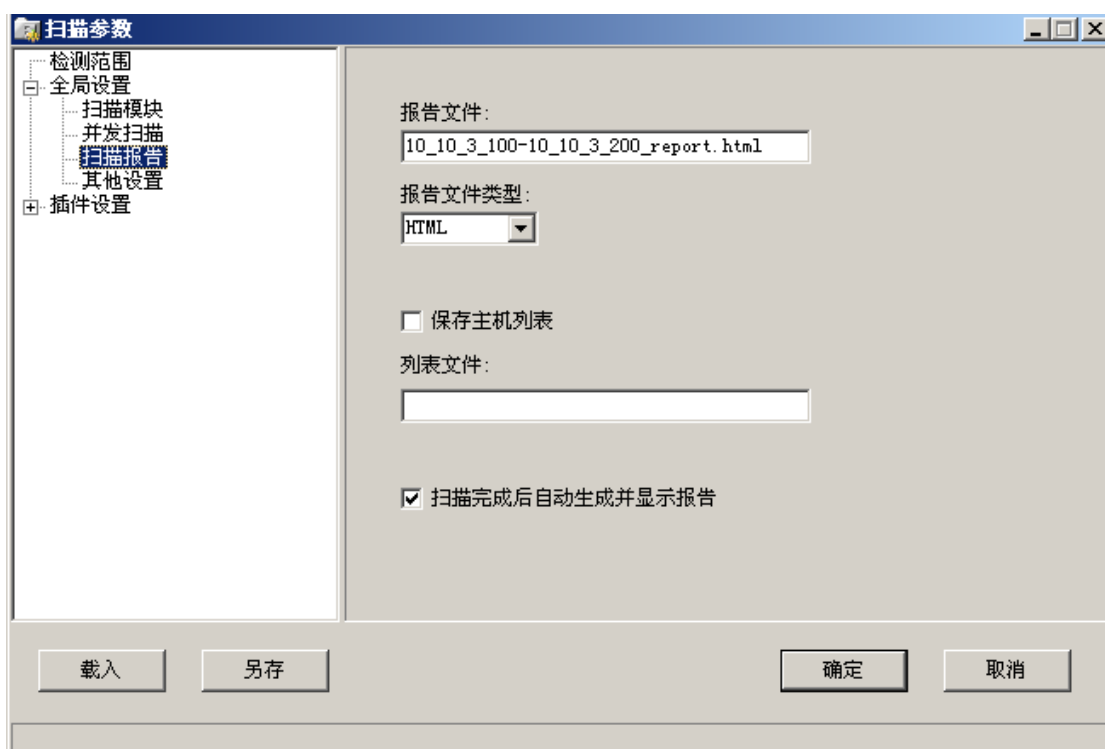 扫描参数
检测范围
全局设置
扫描模块
并发扫描
扫描报告
其他设置
插件设置
报告文件:
10_10_3_100-10_10_3_200_report.html
报告文件类型:
HTML
保存主机列表
列表文件:
扫描完成后自动生成并显示报告
载入
另存
确定
取消